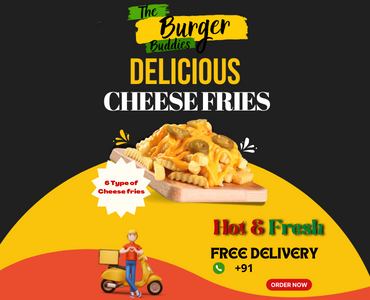 The
Burger
Buddies
DELICIOUS
CHEESE FRIES
6 Type of
Cheese fries
Hot & Fresh
FREE DELIVERY
+91
ORDER NOW